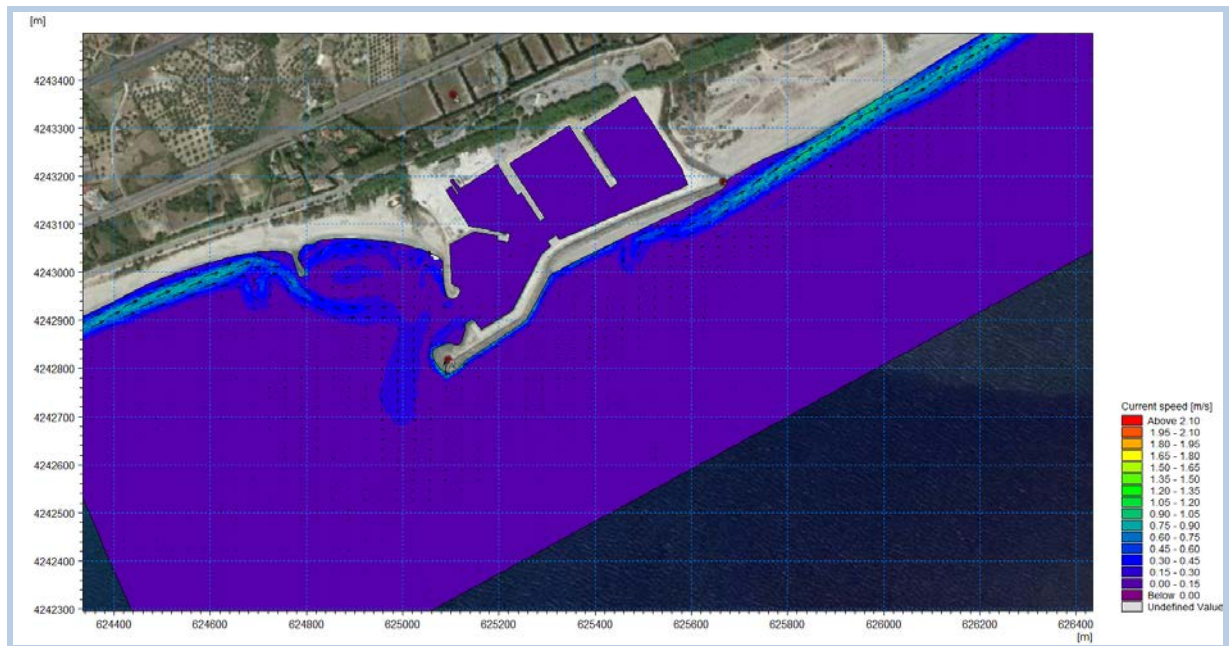 [m]
4243400
4243300
4243200
4243100
4243000
4242900
4242800
4242700
4242600
4242500
4242400
4242300
624400 624600 624800 625000 625200 625400 625600 625800 626000 626200 626400
[m]
Current speed [m/s]
Above 2.10
1.95 - 2.10
1.80 - 1.95
1.65 - 1.80
1.50 - 1.65
1.35 - 1.50
1.20 - 1.35
1.05 - 1.20
0.90 - 1.05
0.75 - 0.90
0.60 - 0.75
0.45 - 0.60
0.30 - 0.45
0.15 - 0.30
0.00 - 0.15
Below 0.00
Undefined Value